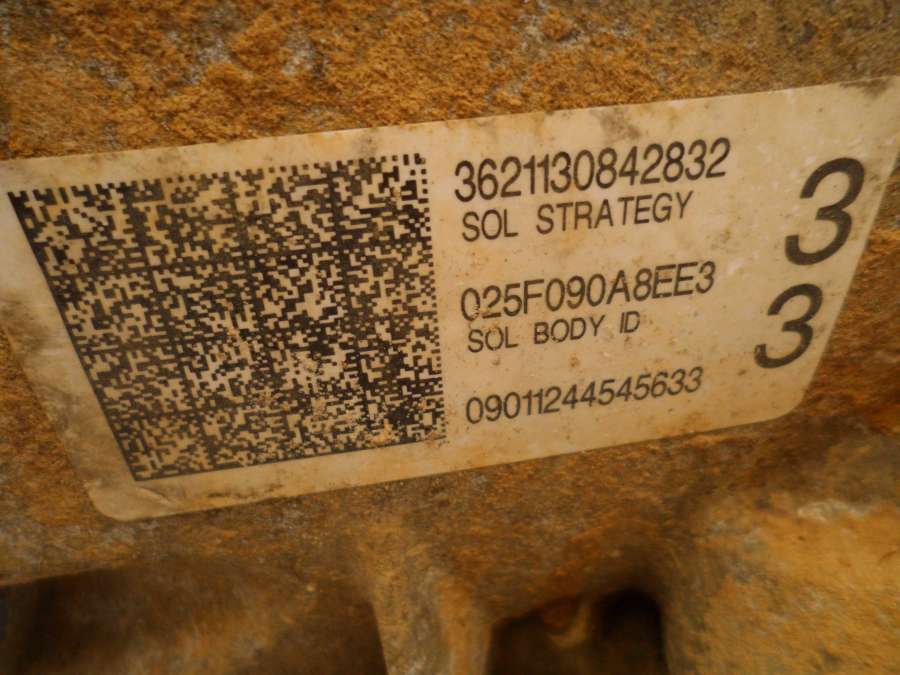 3621130842832
SOL STRATEGY
3
025F090A8EE3
SOL BODY ID
3
09011244545633